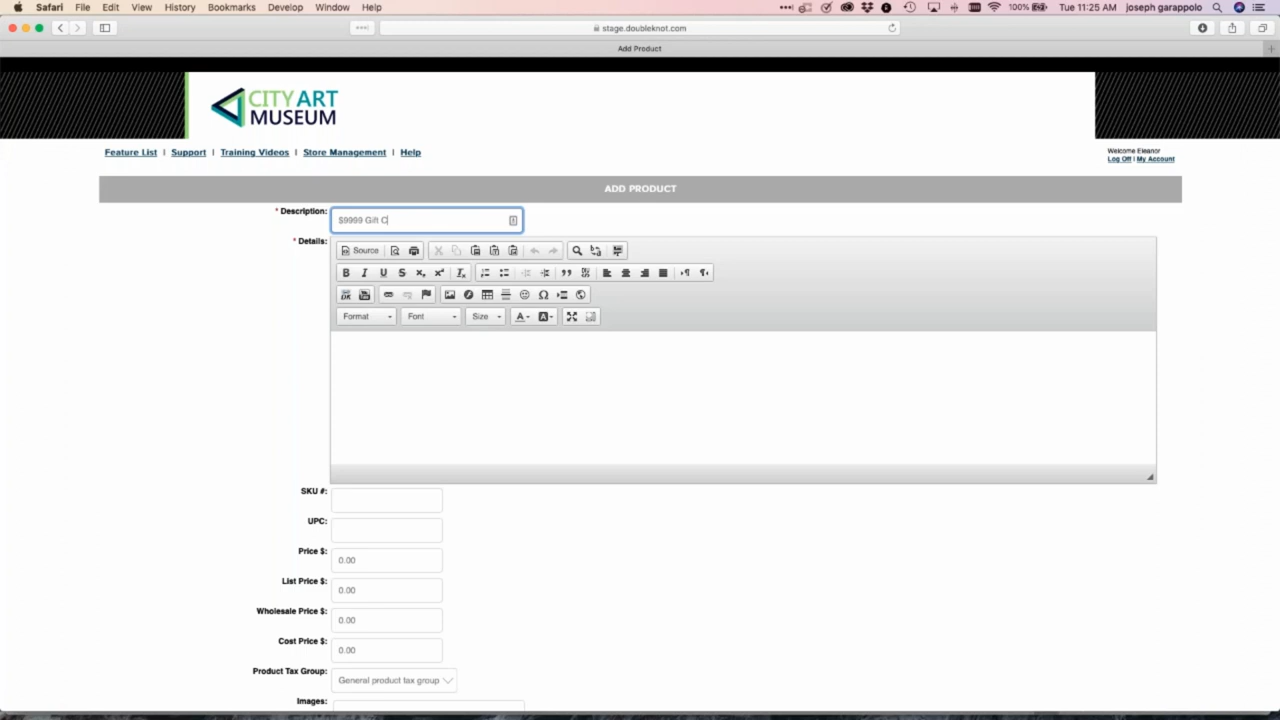 Safari File Edit View History Bookmarks Develop Window Help 100% Tue 11:25 AM joseph garappolo
stage.doubleknot.com
Add Product
CITY ART
MUSEUM
Feature List | Support | Training Videos | Store Management | Help
Welcome Eleanor
Log Off | My Account
ADD PRODUCT
* Description: $9999 Gift C
* Details:
Source
Format Font Size
SKU #:
UPC:
Price $: 0.00
List Price $: 0.00
Wholesale Price $: 0.00
Cost Price $: 0.00
Product Tax Group: General product tax group
Images: